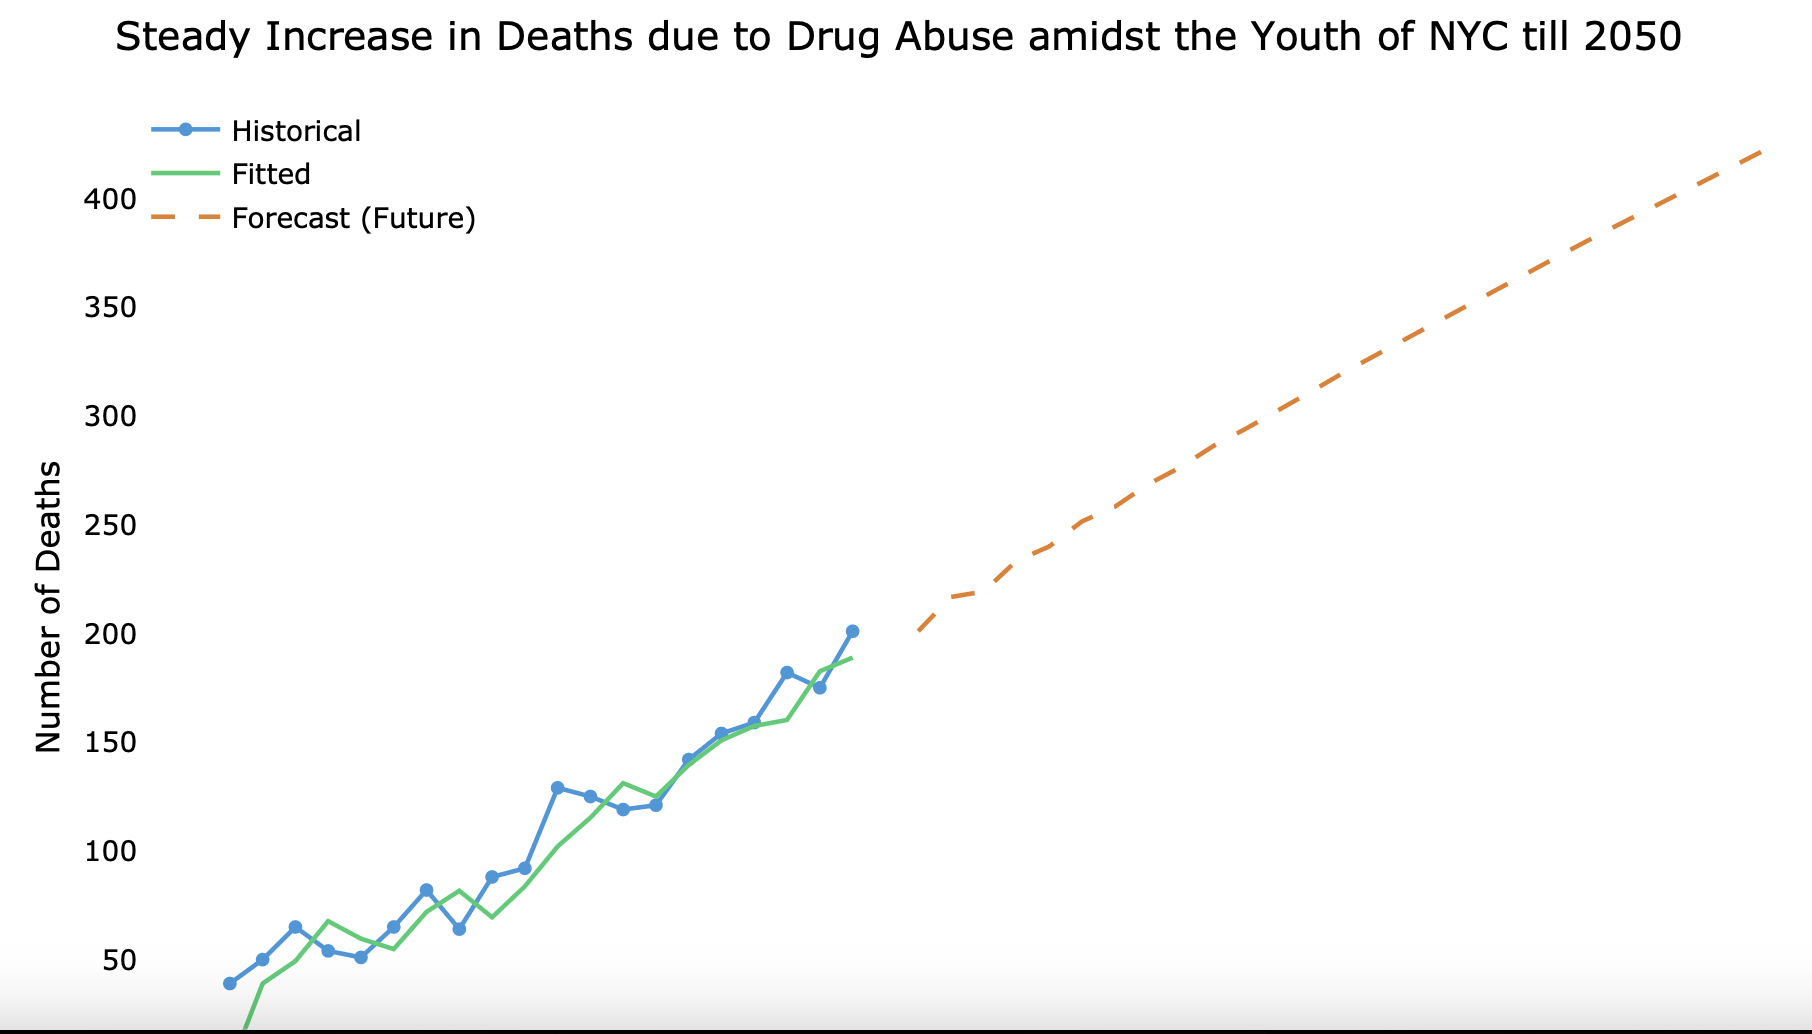 Steady Increase in Deaths due to Drug Abuse amidst the Youth of NYC till 2050
Historical
Fitted
Forecast (Future)
400
350
300
250
200
150
100
50
Number of Deaths